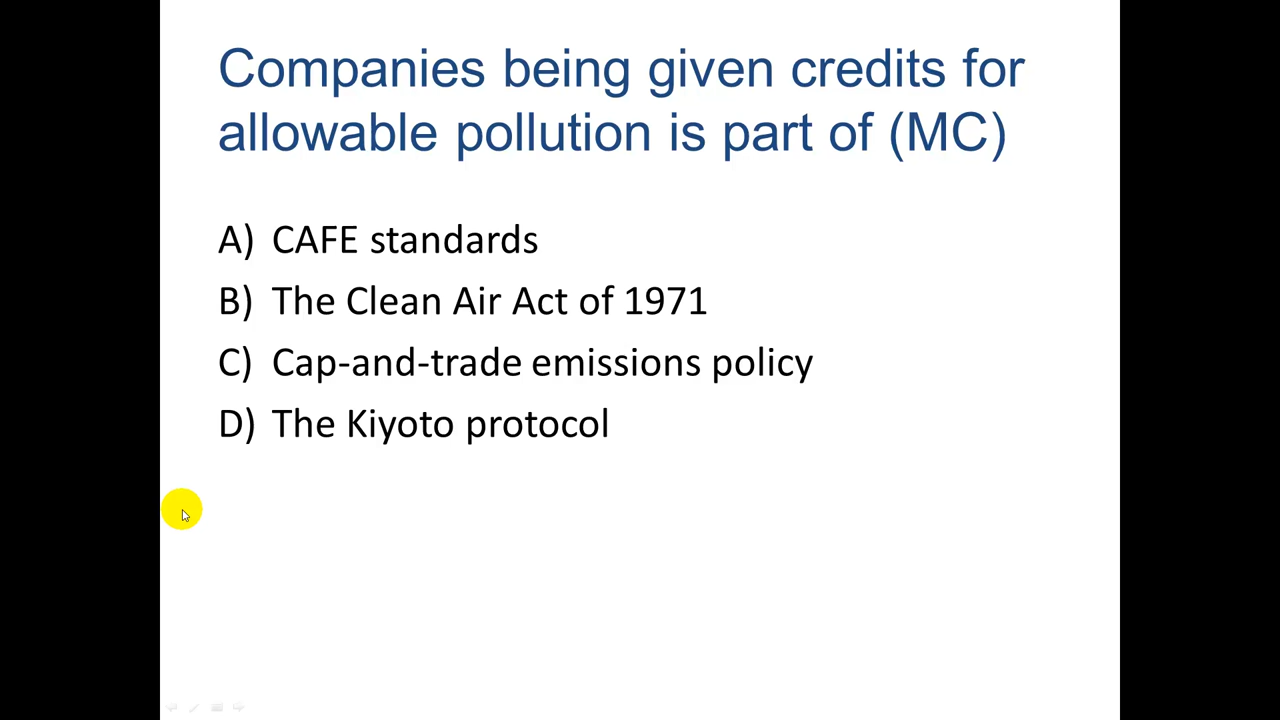 Companies being given credits for
allowable pollution is part of (MC)
A) CAFE standards
B) The Clean Air Act of 1971
C) Cap-and-trade emissions policy
D) The Kiyoto protocol